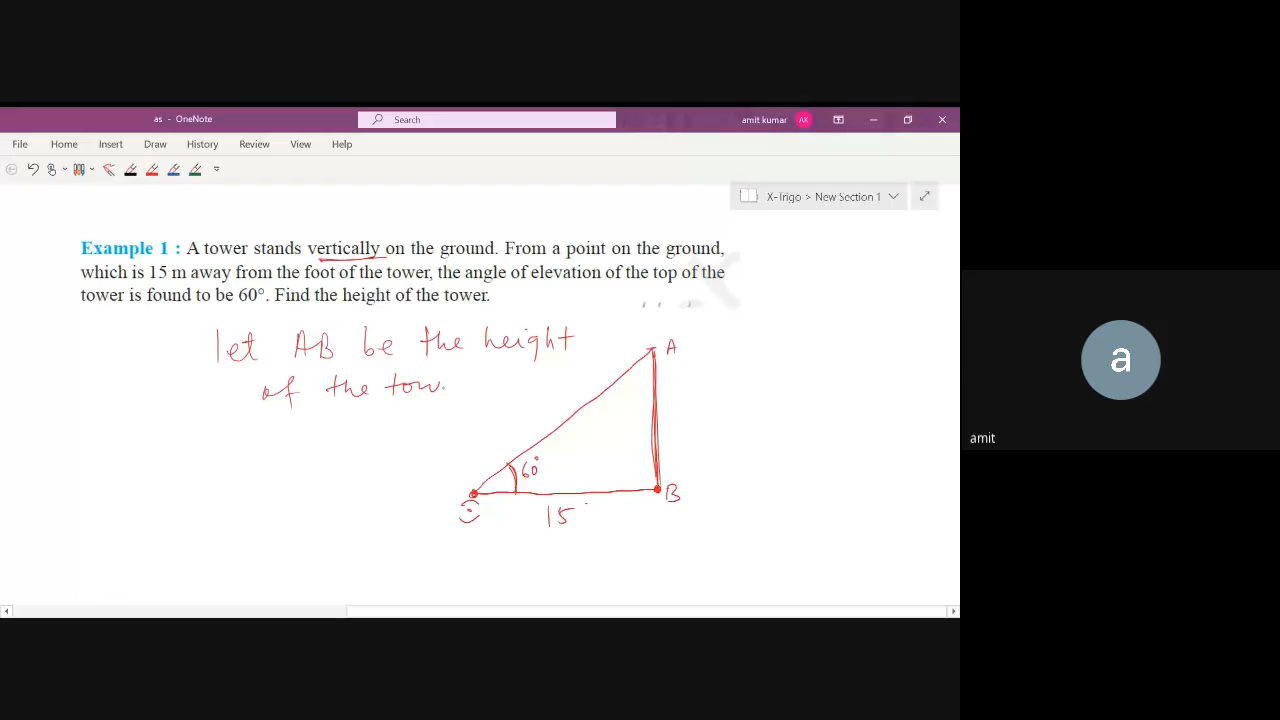 as - OneNote
Search
amit kumar AK
File Home Insert Draw History Review View Help
X-Trigo > New Section 1
Example 1 : A tower stands vertically on the ground. From a point on the ground,
which is 15 m away from the foot of the tower, the angle of elevation of the top of the
tower is found to be 60°. Find the height of the tower.
let AB be the height
of the tow
A
60°
B
15
a
amit